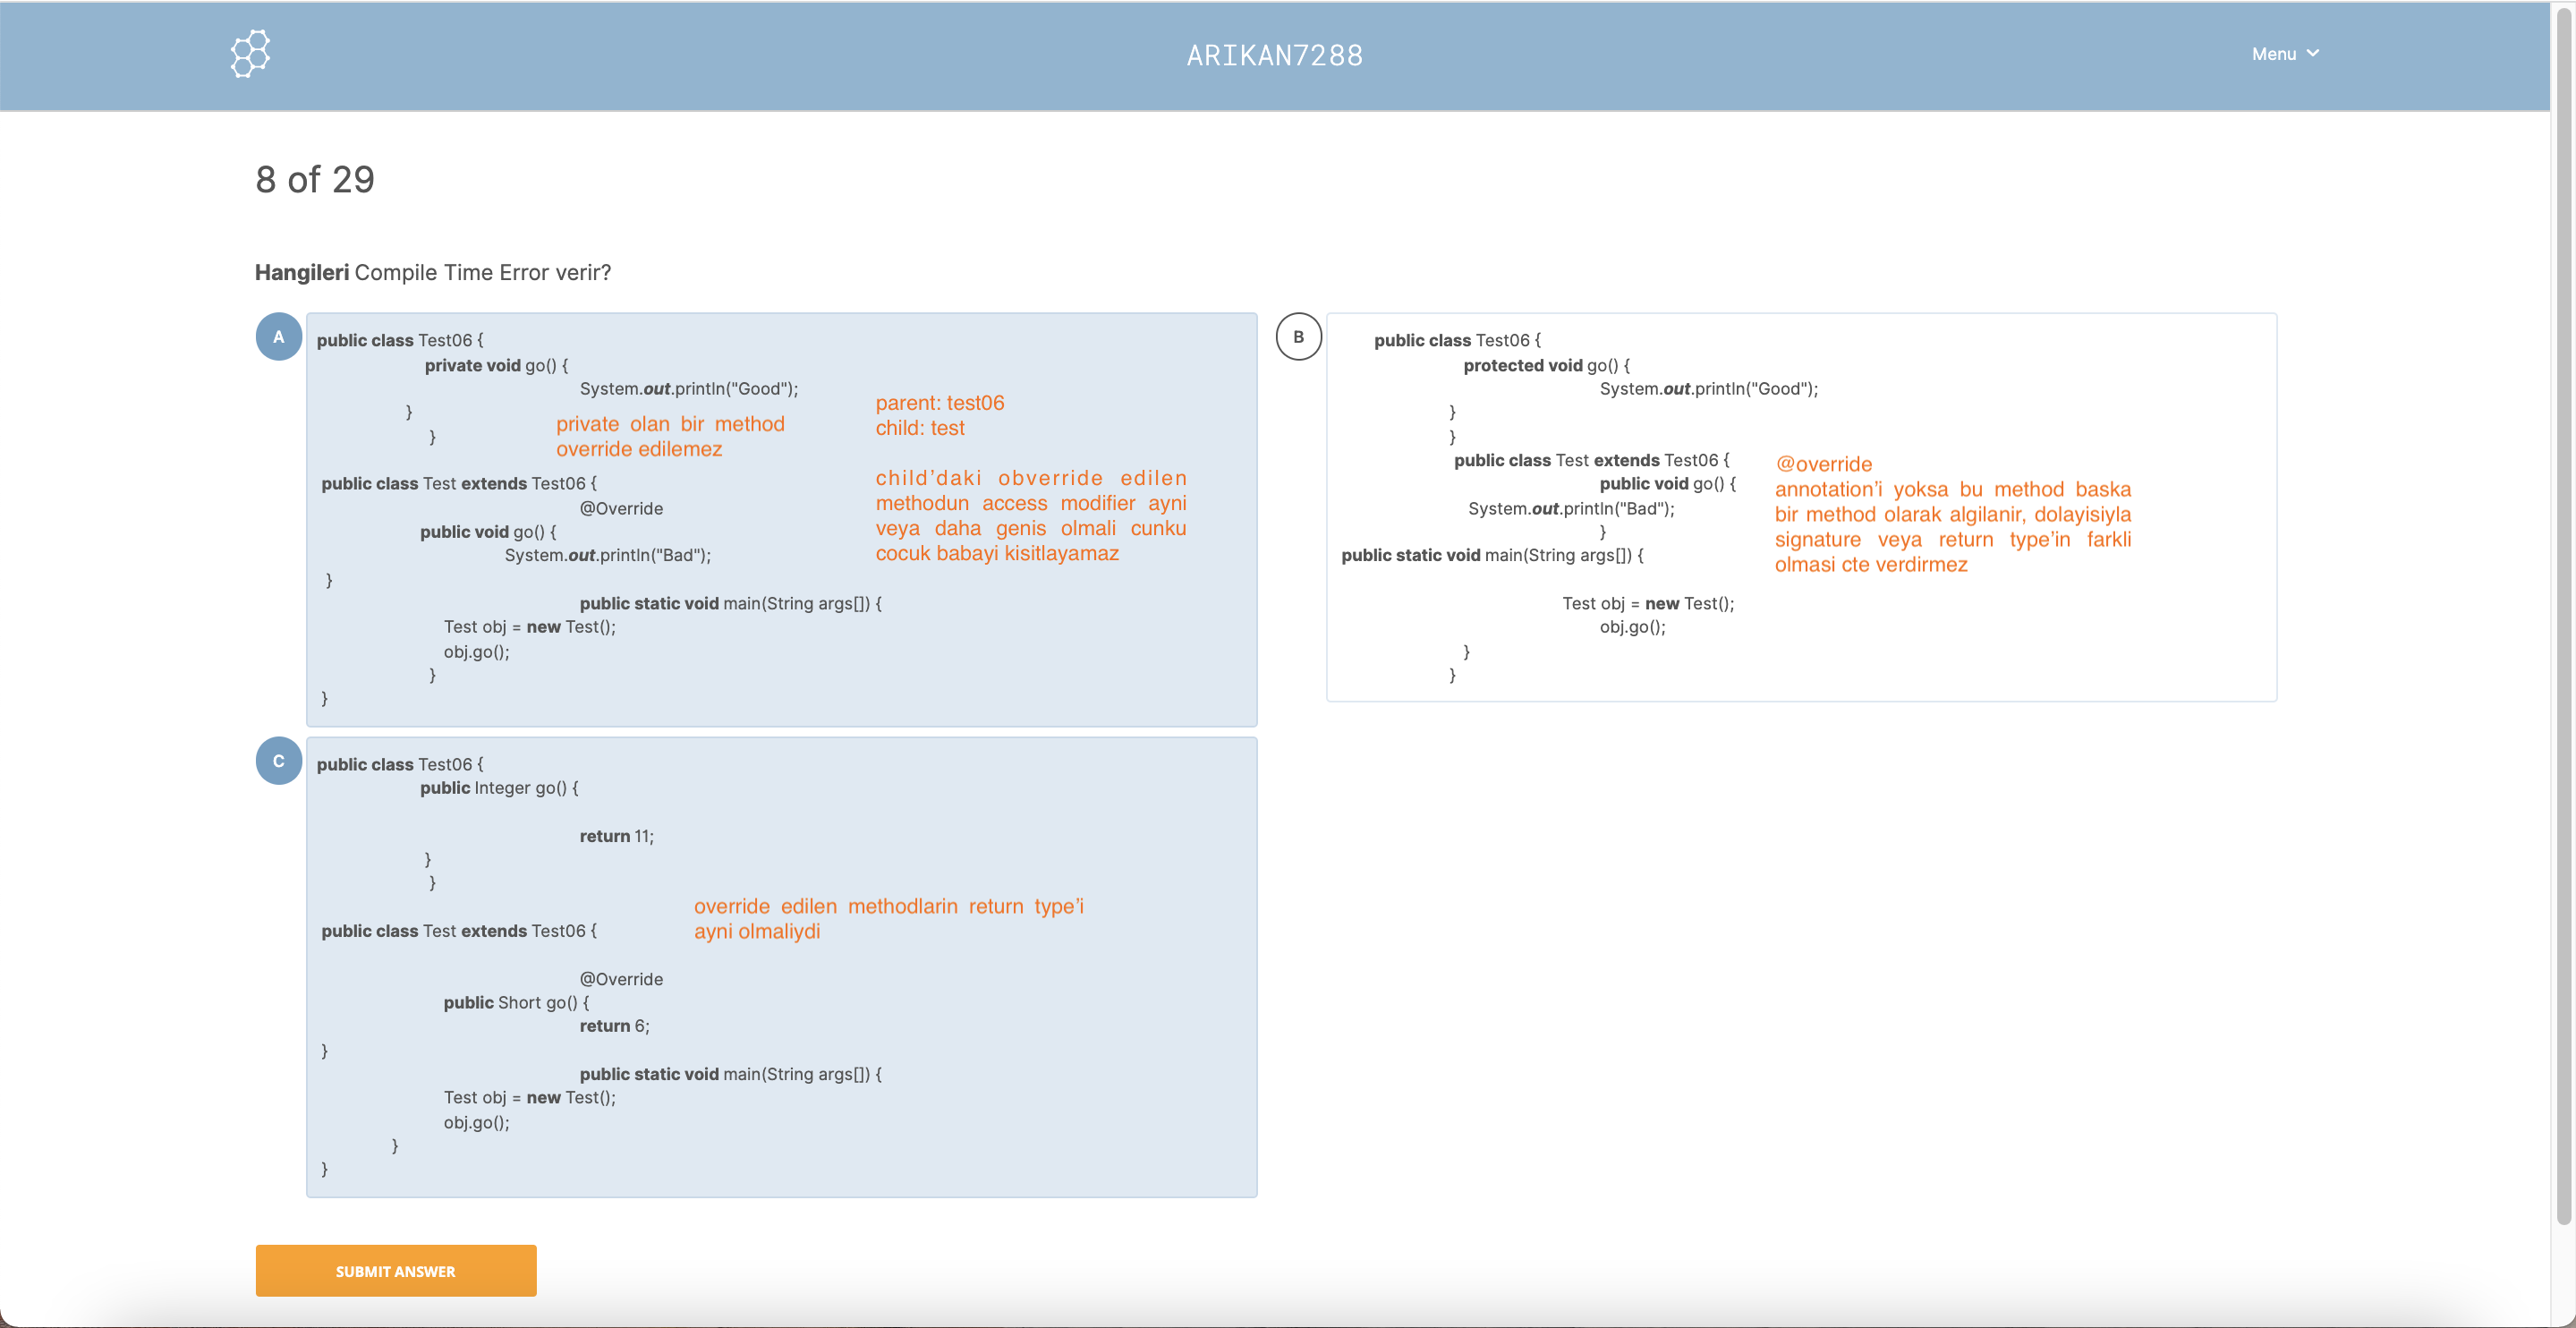 ARIKAN7288
Menu
8 of 29
Hangileri Compile Time Error verir?
A
public class Test06 {
private void go() {
System.out.println("Good");
}
}
public class Test extends Test06 {
@Override
public void go() {
System.out.println("Bad");
}
public static void main(String args[]) {
Test obj = new Test();
obj.go();
}
}
private olan bir method
override edilemez
parent: test06
child: test
child’daki obverride edilen
methodun access modifier ayni
veya daha genis olmali cunku
cocuk babayi kisitlayamaz
B
public class Test06 {
protected void go() {
System.out.println("Good");
}
}
public class Test extends Test06 {
public void go() {
System.out.println("Bad");
}
public static void main(String args[]) {
Test obj = new Test();
obj.go();
}
}
@override
annotation’i yoksa bu method baska
bir method olarak algilanir, dolayisiyla
signature veya return type’in farkli
olmasi cte verdirmez
C
public class Test06 {
public Integer go() {
return 11;
}
}
public class Test extends Test06 {
@Override
public Short go() {
return 6;
}
public static void main(String args[]) {
Test obj = new Test();
obj.go();
}
}
override edilen methodlarin return type’i
ayni olmaliydi
SUBMIT ANSWER